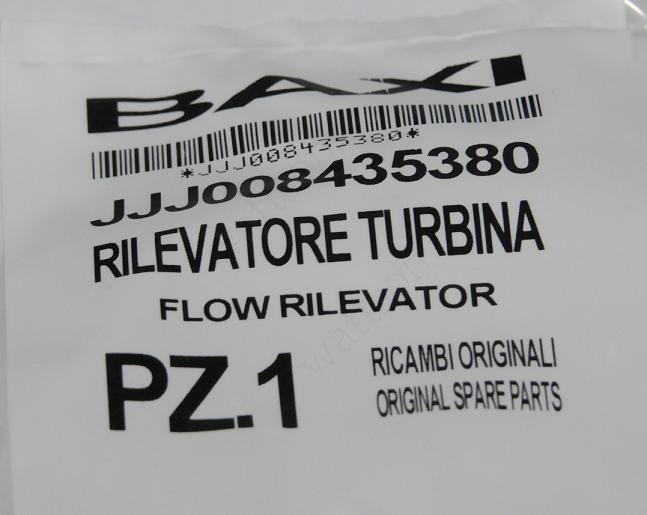 BAXI
*JJJ008435380*
JJJ008435380
RILEVATORE TURBINA
FLOW RILEVATOR
PZ.1
RICAMBI ORIGINALI
ORIGINAL SPARE PARTS